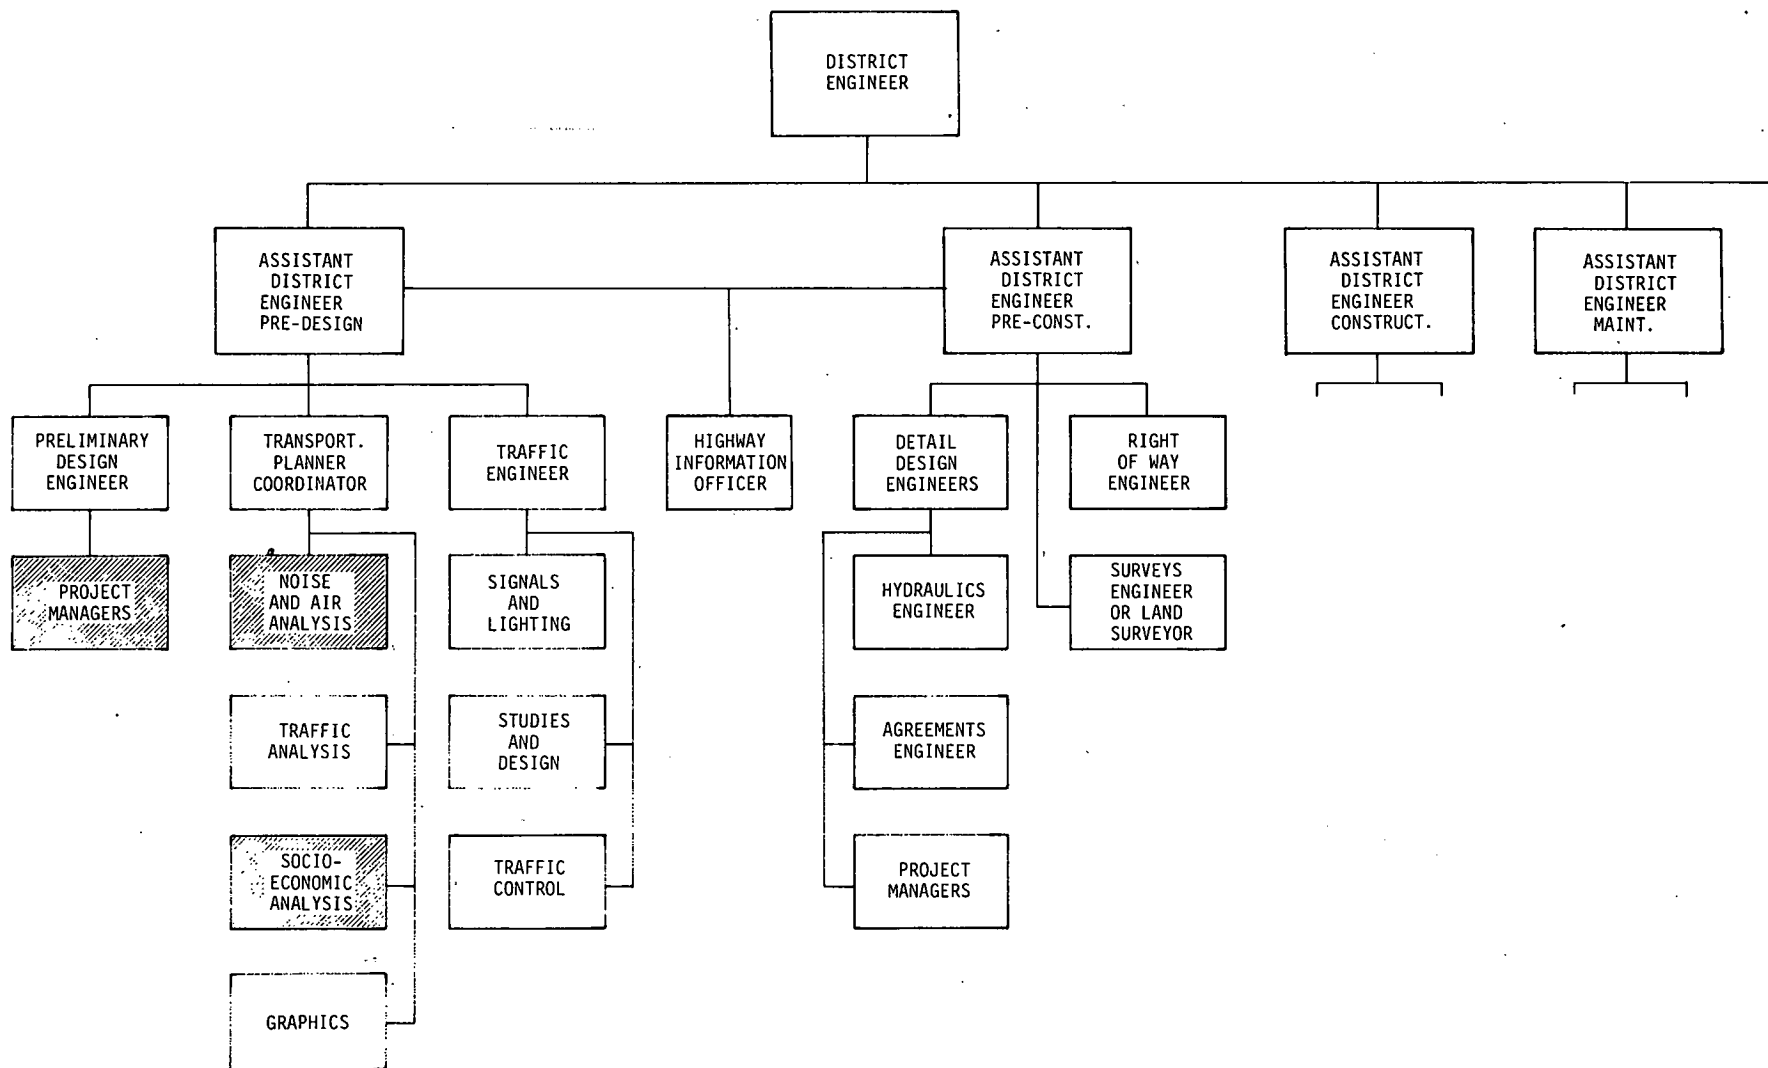 DISTRICT
ENGINEER
ASSISTANT
DISTRICT
ENGINEER
PRE-DESIGN
ASSISTANT
DISTRICT
ENGINEER
PRE-CONST.
ASSISTANT
DISTRICT
ENGINEER
CONSTRUCT.
ASSISTANT
DISTRICT
ENGINEER
MAINT.
PRELIMINARY
DESIGN
ENGINEER
TRANSPORT.
PLANNER
COORDINATOR
TRAFFIC
ENGINEER
HIGHWAY
INFORMATION
OFFICER
DETAIL
DESIGN
ENGINEERS
RIGHT
OF WAY
ENGINEER
PROJECT
MANAGERS
NOISE
AND AIR
ANALYSIS
SIGNALS
AND
LIGHTING
HYDRAULICS
ENGINEER
SURVEYS
ENGINEER
OR LAND
SURVEYOR
TRAFFIC
ANALYSIS
STUDIES
AND
DESIGN
AGREEMENTS
ENGINEER
SOCIO-
ECONOMIC
ANALYSIS
TRAFFIC
CONTROL
PROJECT
MANAGERS
GRAPHICS